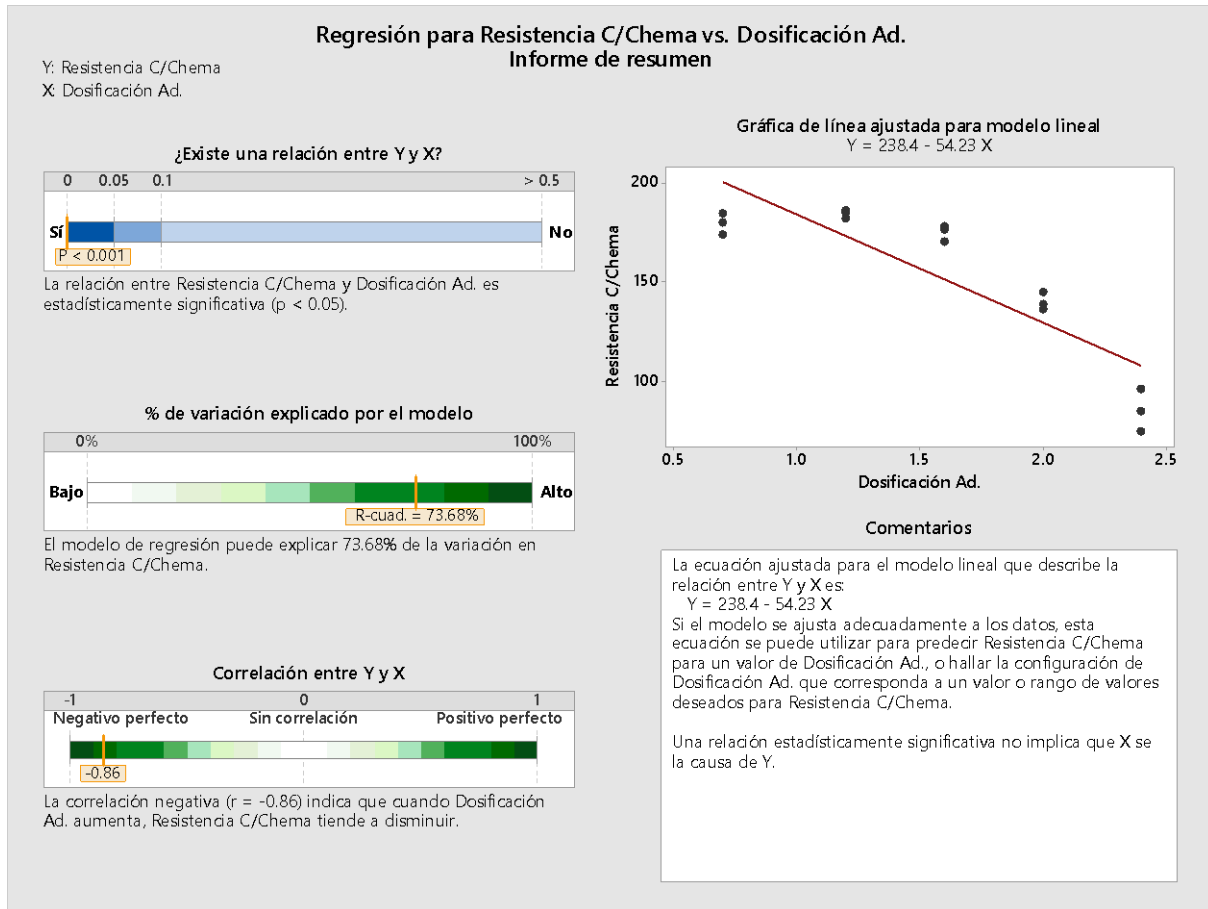 Regresión para Resistencia C/Chema vs. Dosificación Ad.
Informe de resumen
Y: Resistencia C/Chema
X: Dosificación Ad.
¿Existe una relación entre Y y X?
0 0.05 0.1 > 0.5
Sí No
P < 0.001
La relación entre Resistencia C/Chema y Dosificación Ad. es
estadísticamente significativa (p < 0.05).
% de variación explicado por el modelo
0% 100%
Bajo Alto
R-cuad. = 73.68%
El modelo de regresión puede explicar 73.68% de la variación en
Resistencia C/Chema.
Correlación entre Y y X
-1 0 1
Negativo perfecto Sin correlación Positivo perfecto
-0.86
La correlación negativa (r = -0.86) indica que cuando Dosificación
Ad. aumenta, Resistencia C/Chema tiende a disminuir.
Gráfica de línea ajustada para modelo lineal
Y = 238.4 - 54.23 X
Resistencia C/Chema
200
150
100
0.5 1.0 1.5 2.0 2.5
Dosificación Ad.
Comentarios
La ecuación ajustada para el modelo lineal que describe la
relación entre Y y X es:
Y = 238.4 - 54.23 X
Si el modelo se ajusta adecuadamente a los datos, esta
ecuación se puede utilizar para predecir Resistencia C/Chema
para un valor de Dosificación Ad., o hallar la configuración de
Dosificación Ad. que corresponda a un valor o rango de valores
deseados para Resistencia C/Chema.
Una relación estadísticamente significativa no implica que X se
la causa de Y.